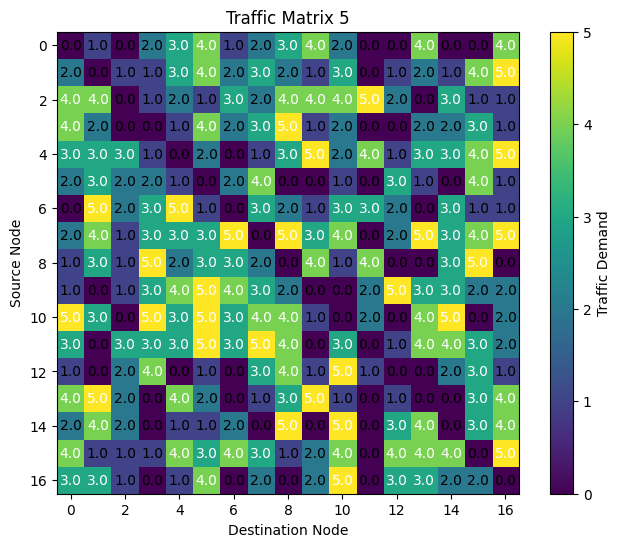 Traffic Matrix 5
0 0.0 1.0 0.0 2.0 3.0 4.0 1.0 2.0 3.0 4.0 2.0 0.0 0.0 4.0 0.0 0.0 4.0
2.0 0.0 1.0 1.0 3.0 4.0 2.0 3.0 2.0 1.0 3.0 0.0 1.0 2.0 1.0 4.0 5.0
2 4.0 4.0 0.0 1.0 2.0 1.0 3.0 2.0 4.0 4.0 4.0 5.0 2.0 0.0 3.0 1.0 1.0
4.0 2.0 0.0 0.0 1.0 4.0 2.0 3.0 5.0 1.0 2.0 0.0 0.0 2.0 2.0 3.0 1.0
4 3.0 3.0 3.0 1.0 0.0 2.0 0.0 1.0 3.0 5.0 2.0 4.0 1.0 3.0 3.0 4.0 5.0
2.0 3.0 2.0 2.0 1.0 0.0 2.0 4.0 0.0 0.0 1.0 0.0 3.0 1.0 0.0 4.0 1.0
6 0.0 5.0 2.0 3.0 5.0 1.0 0.0 3.0 2.0 1.0 3.0 3.0 2.0 0.0 3.0 1.0 1.0
2.0 4.0 1.0 3.0 3.0 3.0 5.0 0.0 5.0 3.0 4.0 0.0 2.0 5.0 3.0 4.0 5.0
8 1.0 3.0 1.0 5.0 2.0 3.0 3.0 2.0 0.0 4.0 1.0 4.0 0.0 0.0 3.0 5.0 0.0
1.0 0.0 1.0 3.0 4.0 5.0 4.0 3.0 2.0 0.0 0.0 2.0 5.0 3.0 3.0 2.0 2.0
10 5.0 3.0 0.0 5.0 3.0 5.0 3.0 4.0 4.0 1.0 0.0 2.0 0.0 4.0 5.0 0.0 2.0
3.0 0.0 3.0 3.0 3.0 5.0 3.0 5.0 4.0 0.0 3.0 0.0 1.0 4.0 4.0 3.0 2.0
12 1.0 0.0 2.0 4.0 0.0 1.0 0.0 3.0 4.0 1.0 5.0 1.0 0.0 0.0 2.0 3.0 1.0
4.0 5.0 2.0 0.0 4.0 2.0 0.0 1.0 3.0 5.0 1.0 0.0 1.0 0.0 0.0 3.0 4.0
14 2.0 4.0 2.0 0.0 1.0 1.0 2.0 0.0 5.0 0.0 5.0 0.0 3.0 4.0 0.0 3.0 2.0
4.0 1.0 1.0 1.0 4.0 3.0 4.0 3.0 1.0 2.0 4.0 0.0 4.0 4.0 4.0 0.0 5.0
16 3.0 3.0 1.0 0.0 1.0 4.0 0.0 2.0 0.0 2.0 5.0 0.0 3.0 3.0 2.0 2.0 0.0
0 2 4 6 8 10 12 14 16
Destination Node
Source Node
5
4
3
2
1
0
Traffic Demand